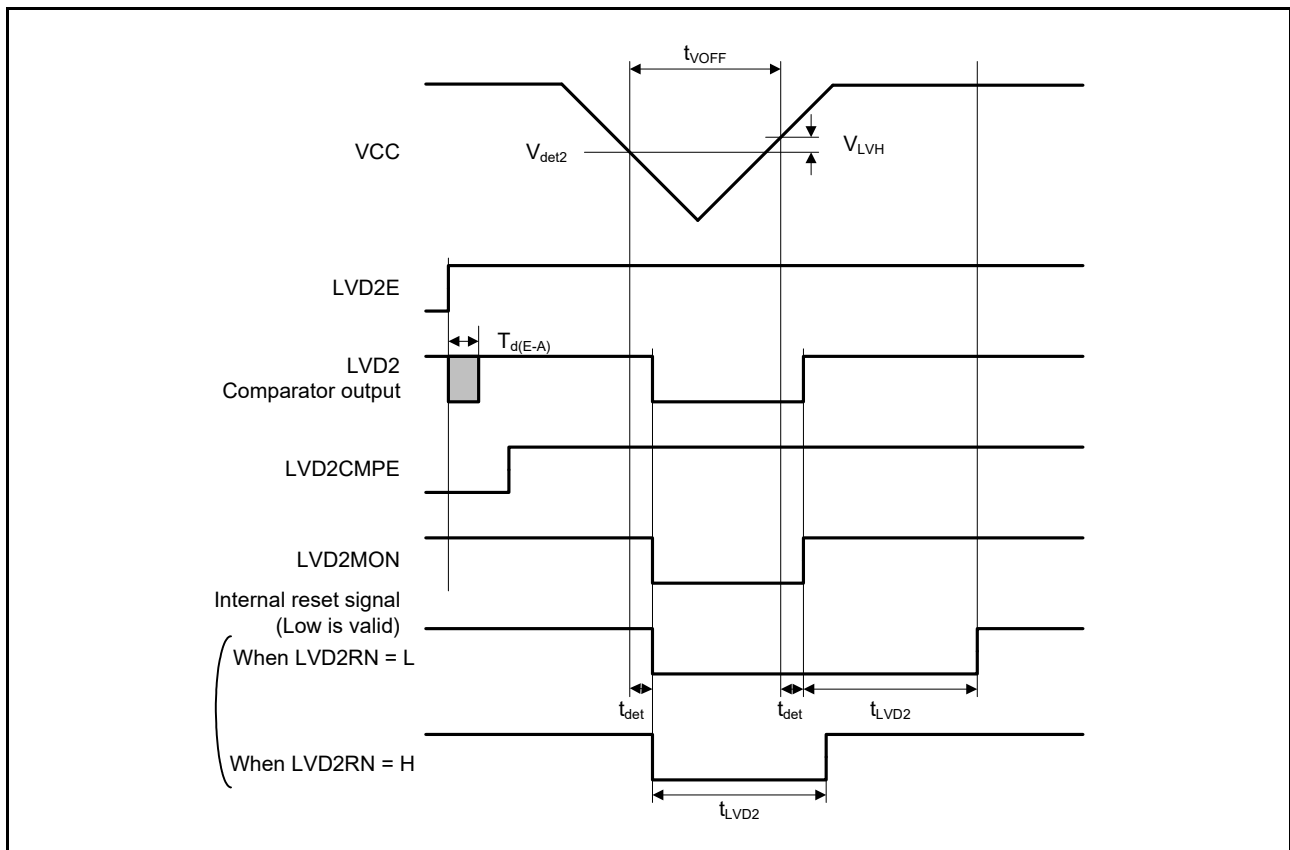 tVOFF
VCC
Vdet2
VLVH
LVD2E
Td(E-A)
LVD2
Comparator output
LVD2CMPE
LVD2MON
Internal reset signal
(Low is valid)
When LVD2RN = L
tdet
tdet
tLVD2
When LVD2RN = H
tLVD2